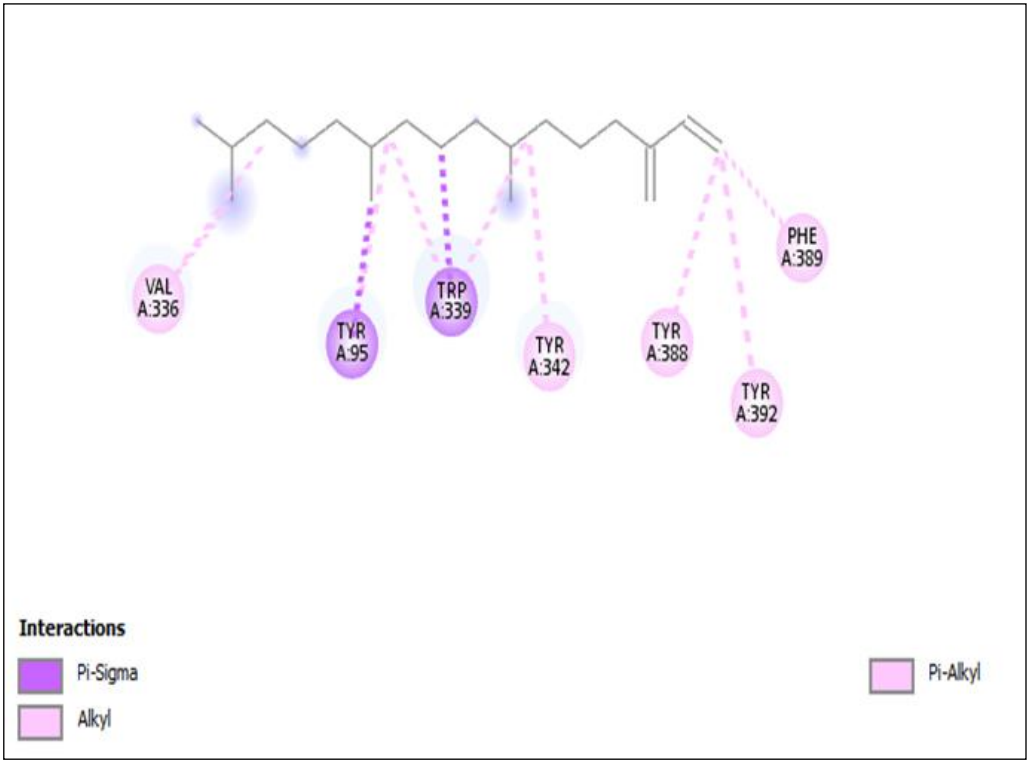 PHE
A:389
VAL
A:336
TRP
A:339
TYR
A:95
TYR
A:342
TYR
A:388
TYR
A:392
Interactions
Pi-Sigma
Alkyl
Pi-Alkyl